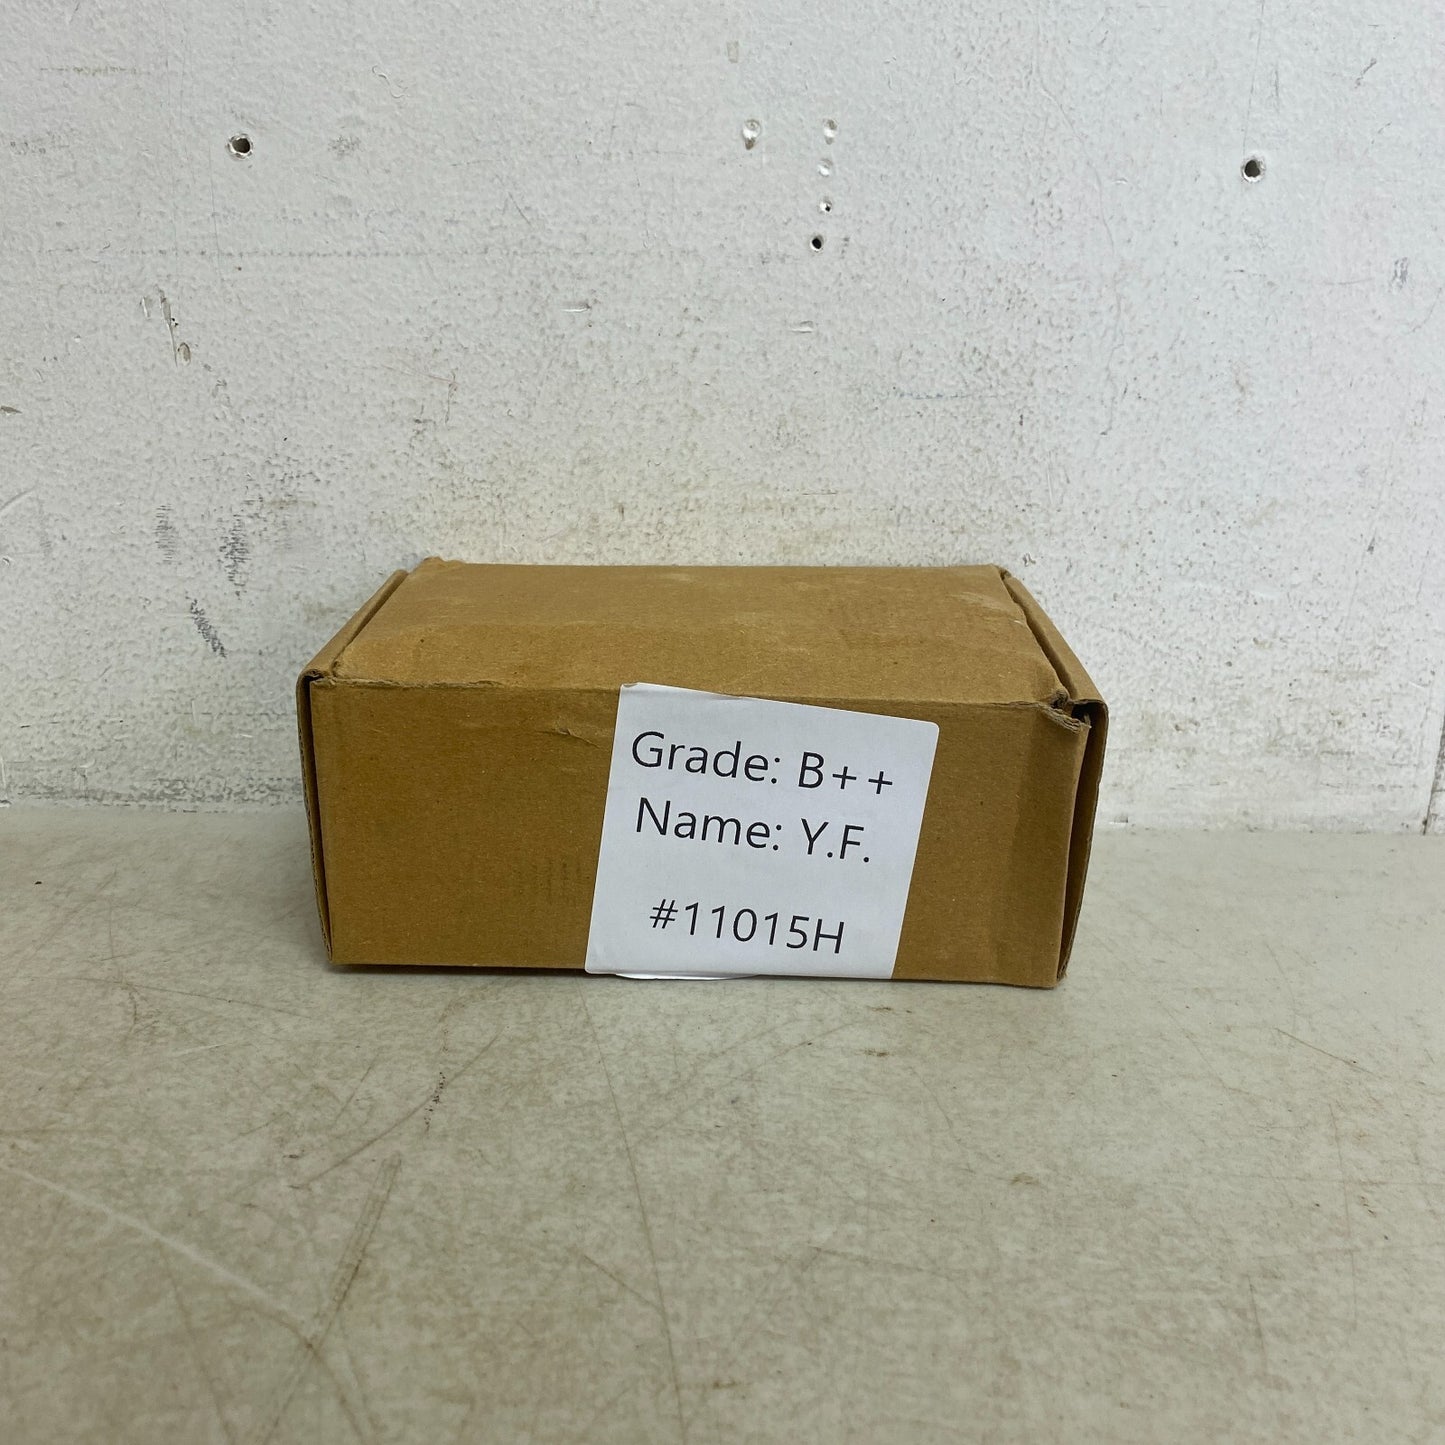 Grade: B++
Name: Y.F.
#11015H